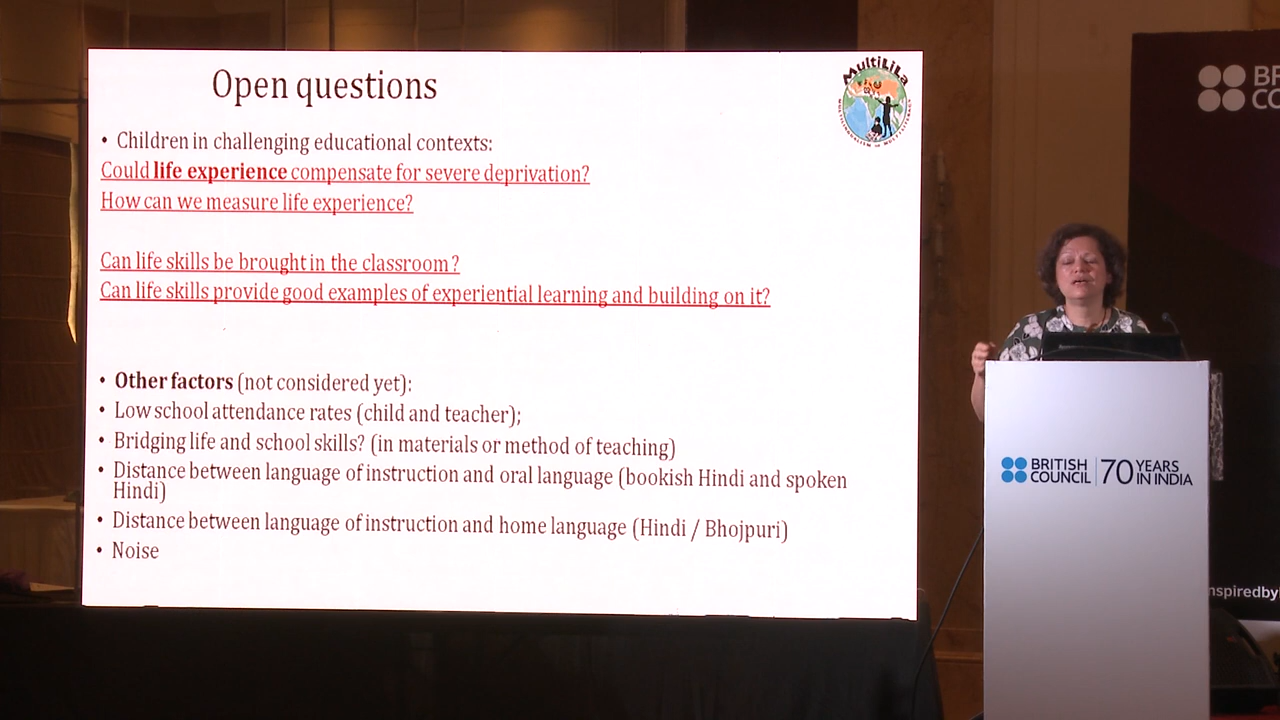 Open questions
MultiLiLa
• Children in challenging educational contexts:
Could life experience compensate for severe deprivation?
How can we measure life experience?
Can life skills be brought in the classroom?
Can life skills provide good examples of experiential learning and building on it?
• Other factors (not considered yet):
• Low school attendance rates (child and teacher);
• Bridging life and school skills? (in materials or method of teaching)
• Distance between language of instruction and oral language (bookish Hindi and spoken
Hindi)
• Distance between language of instruction and home language (Hindi / Bhojpuri)
• Noise
BR
CO
BRITISH
COUNCIL
70 YEARS
IN INDIA
nspiredby